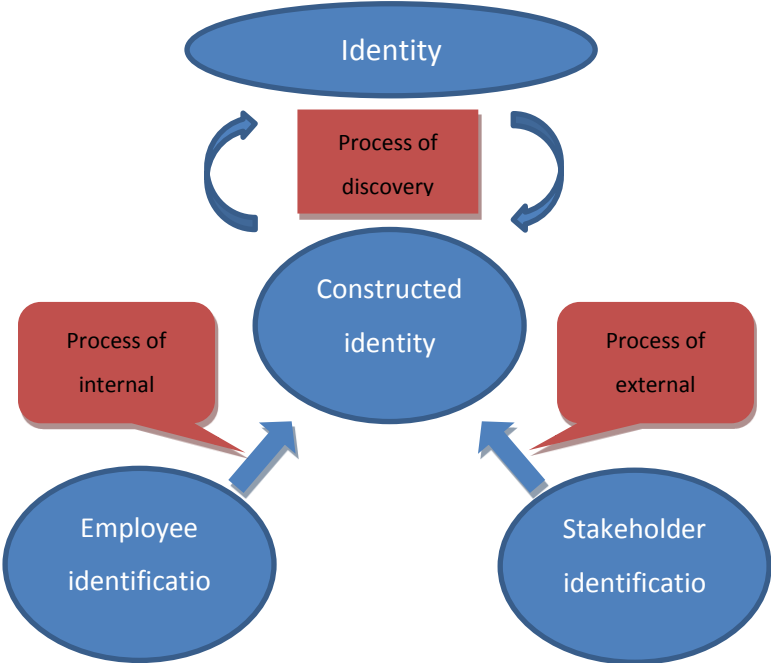 Identity
Process of
discovery
Constructed
identity
Process of
internal
Process of
external
Employee
identificatio
Stakeholder
identificatio